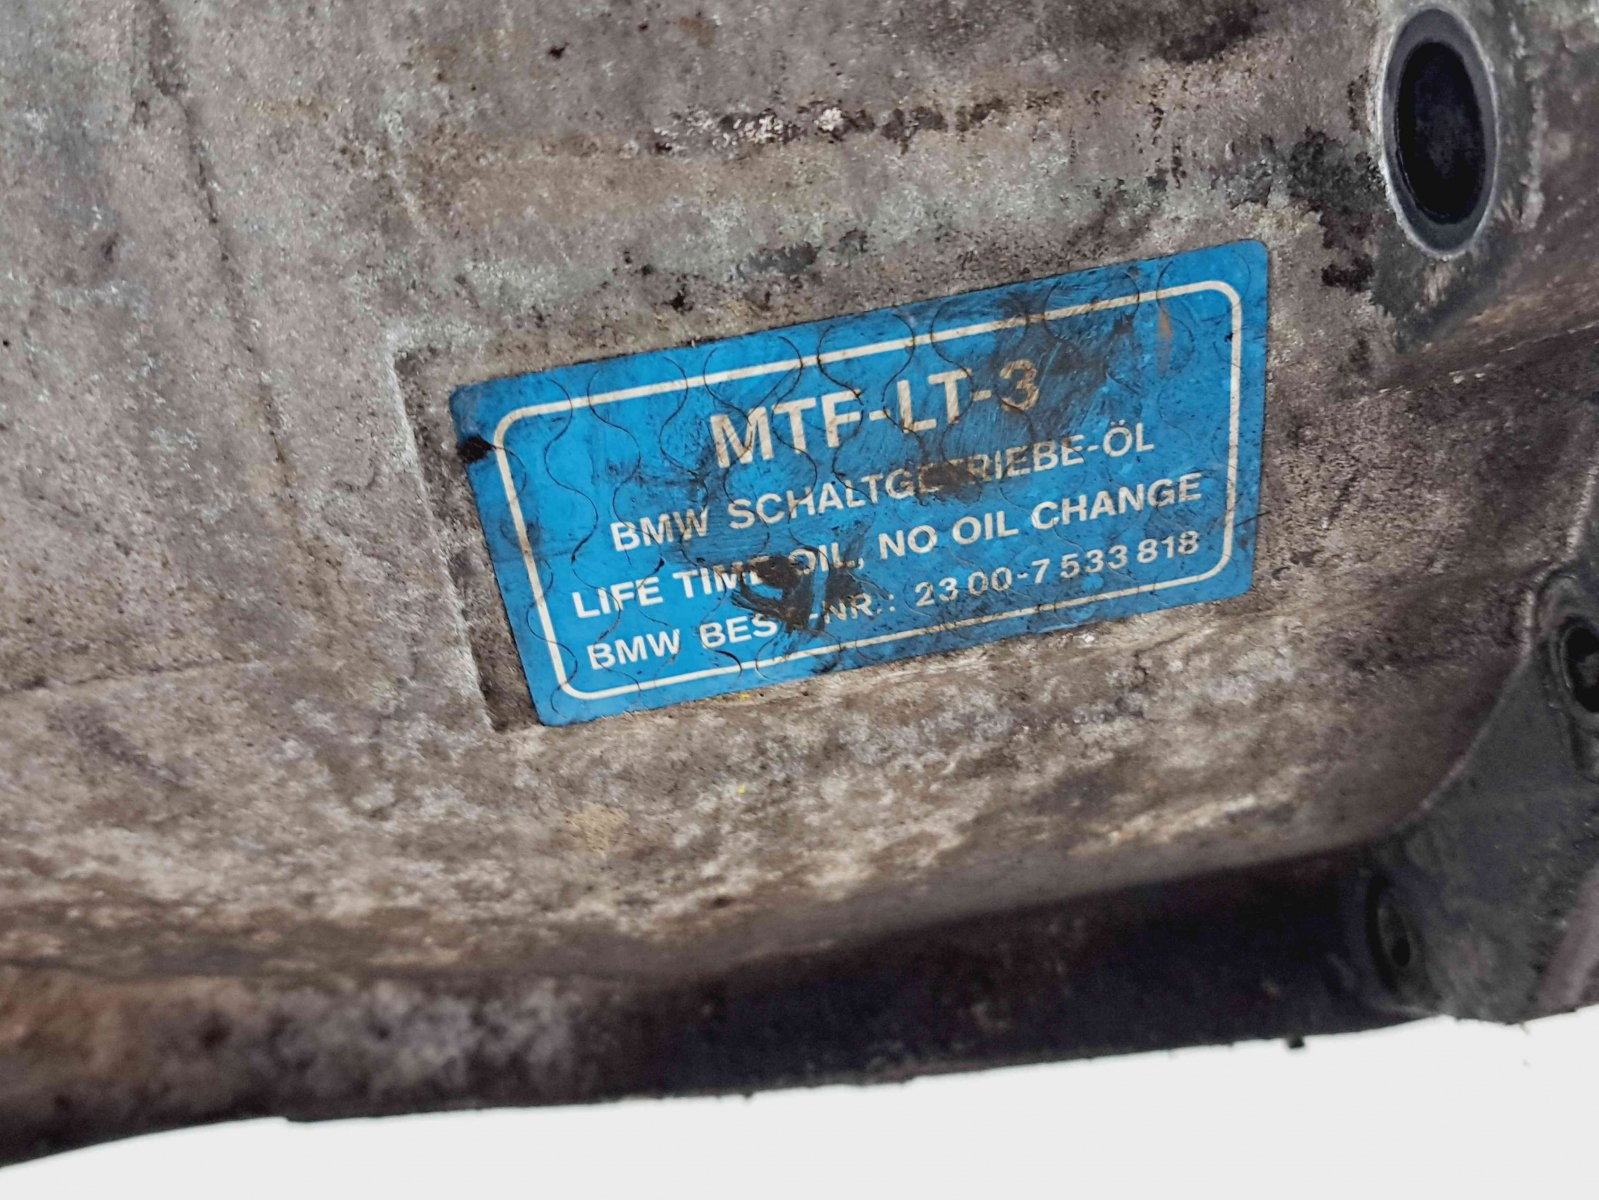 MTF-LT-3
BMW SCHALTGETRIEBE-ÖL
LIFE TIME OIL, NO OIL CHANGE
BMW BEST.-NR.: 23 00-7 533 818